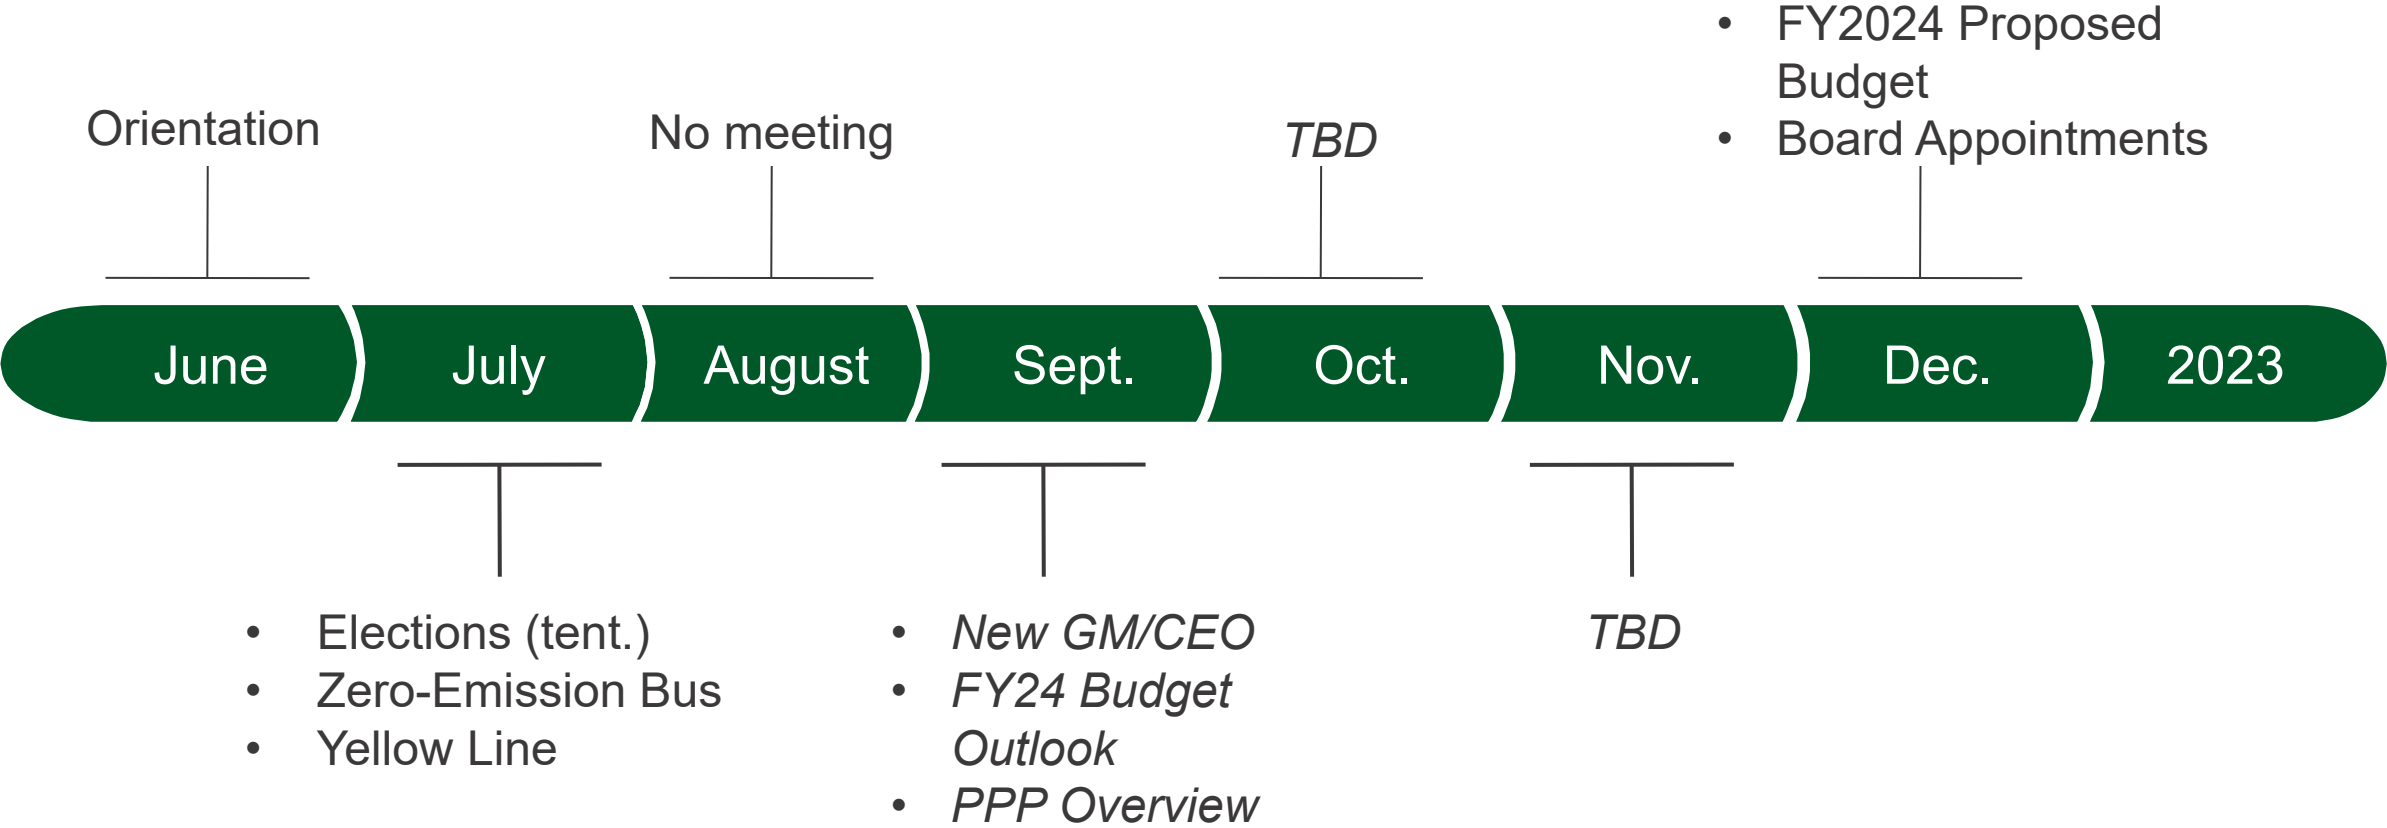 • FY2024 Proposed
Budget
• Board Appointments
Orientation
No meeting
TBD
June
July
August
Sept.
Oct.
Nov.
Dec.
2023
• Elections (tent.)
• Zero-Emission Bus
• Yellow Line
• New GM/CEO
• FY24 Budget
Outlook
• PPP Overview
TBD